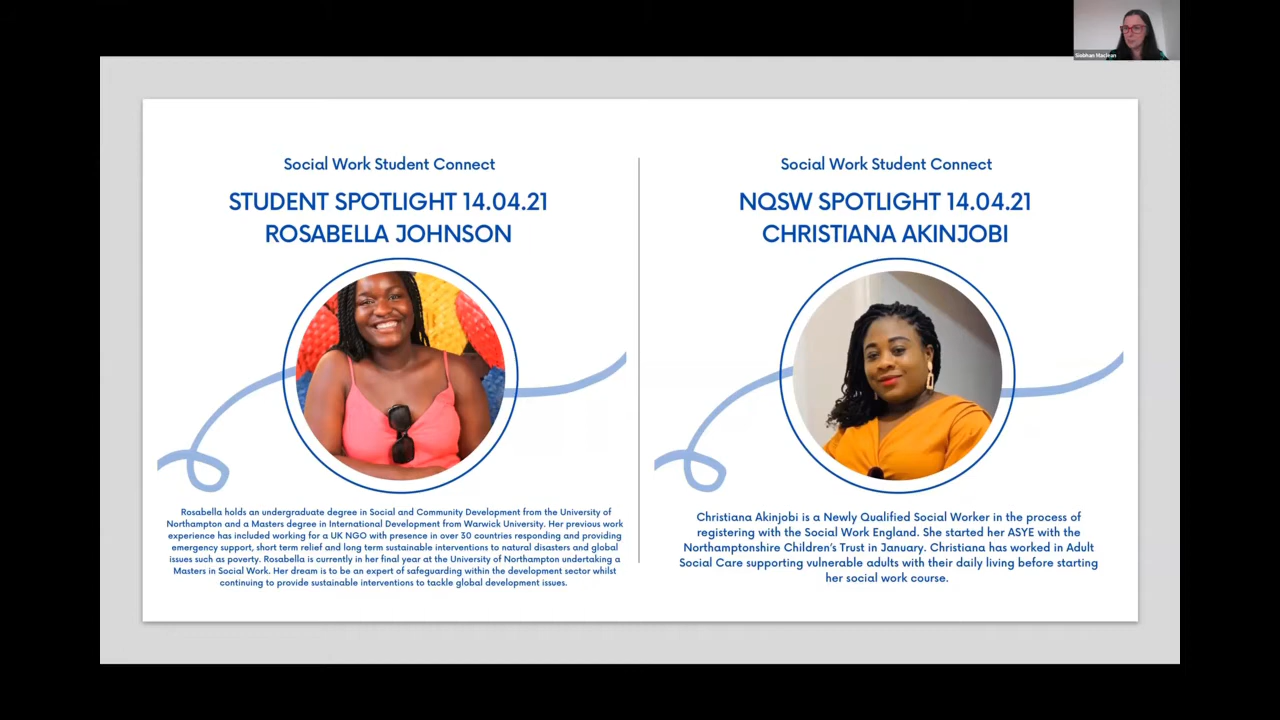 Siobhan Maclean
Social Work Student Connect
STUDENT SPOTLIGHT 14.04.21
ROSABELLA JOHNSON
Rosabella holds an undergraduate degree in Social and Community Development from the University of
Northampton and a Masters degree in International Development from Warwick University. Her previous work
experience has included working for a UK NGO with presence in over 30 countries responding and providing
emergency support, short term relief and long term sustainable interventions to natural disasters and global
issues such as poverty. Rosabella is currently in her final year at the University of Northampton undertaking a
Masters in Social Work. Her dream is to be an expert of safeguarding within the development sector whilst
continuing to provide sustainable interventions to tackle global development issues.
Social Work Student Connect
NQSW SPOTLIGHT 14.04.21
CHRISTIANA AKINJOBI
Christiana Akinjobi is a Newly Qualified Social Worker in the process of
registering with the Social Work England. She started her ASYE with the
Northamptonshire Children's Trust in January. Christiana has worked in Adult
Social Care supporting vulnerable adults with their daily living before starting
her social work course.